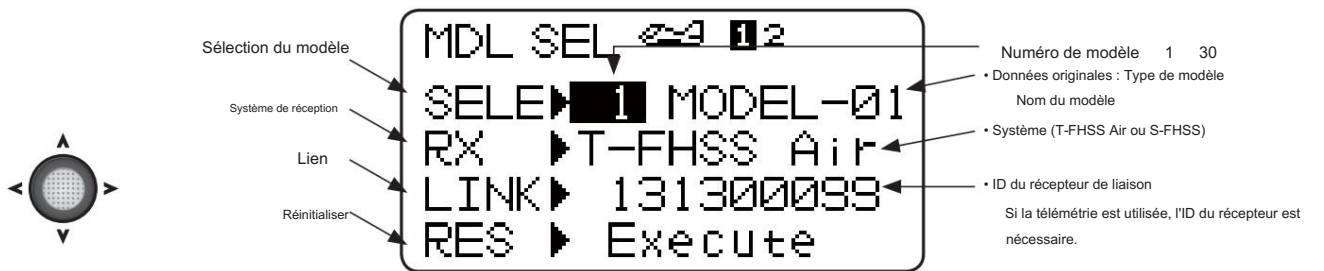 MDL SEL 1 2
SELE▶ 1 MODEL-01
RX ▶T-FHSS Air
LINK▶ 131300099
RES ▶ Execute
Sélection du modèle
Système de réception
Lien
Réinitialiser
Numéro de modèle 1 30
• Données originales : Type de modèle
Nom du modèle
• Système (T-FHSS Air ou S-FHSS)
• ID du récepteur de liaison
Si la télémétrie est utilisée, l'ID du récepteur est
nécessaire.